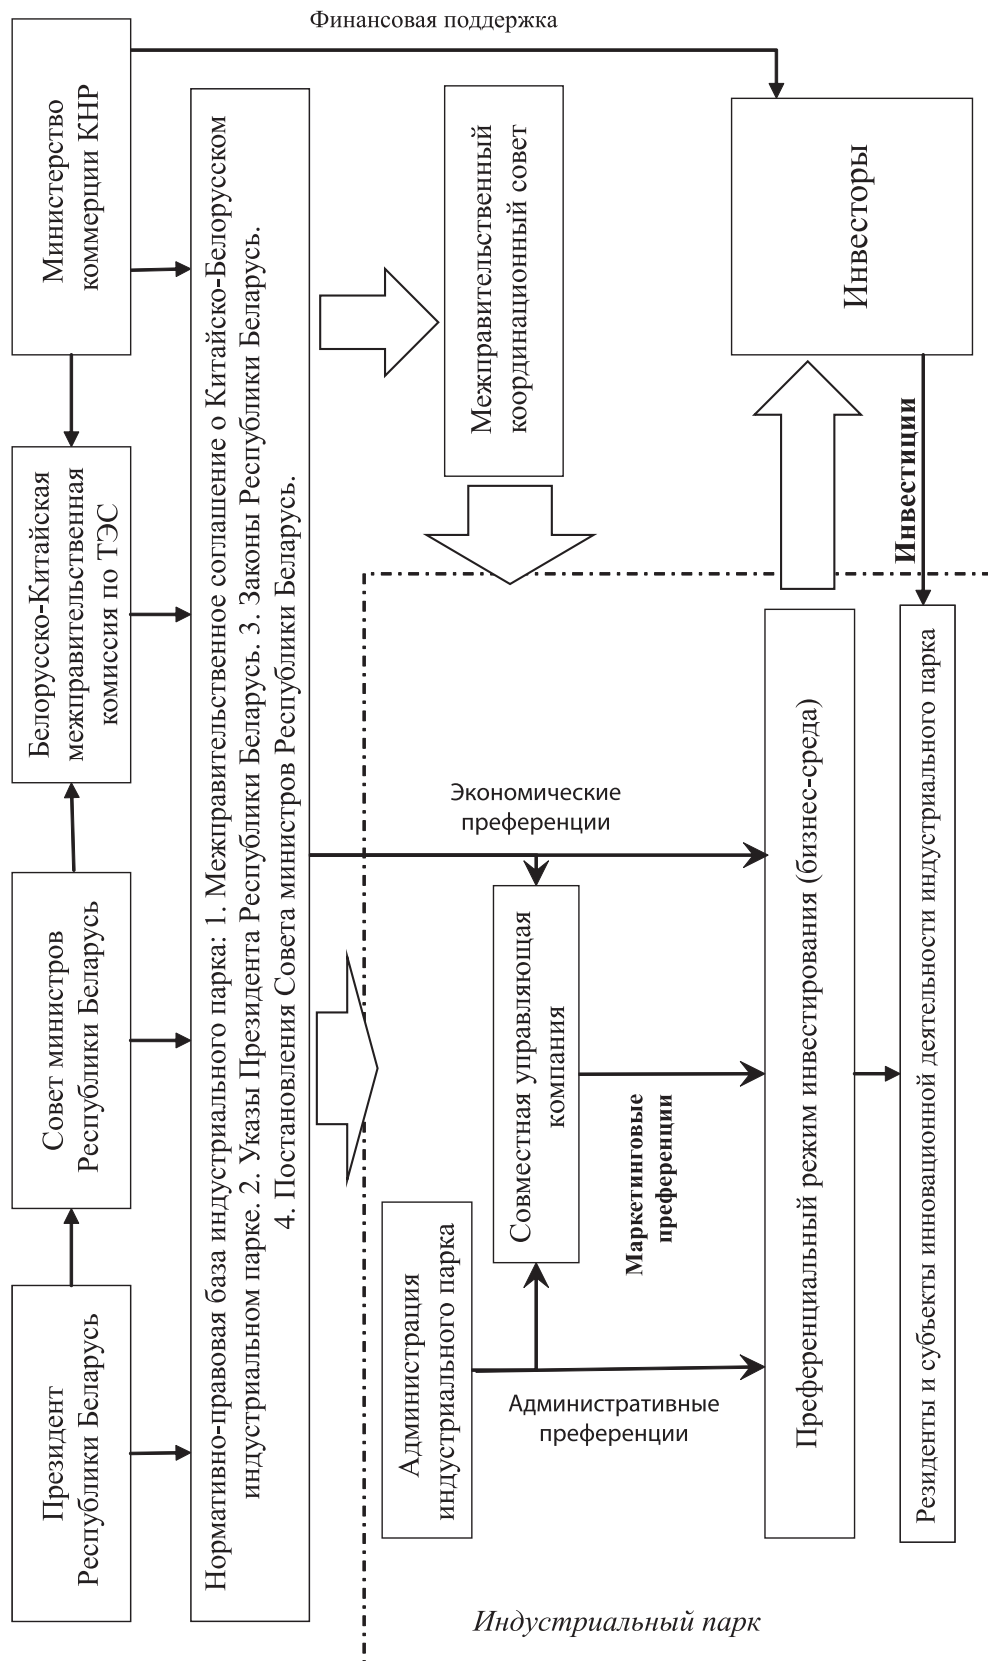 Финансовая поддержка
Президент
Республики Беларусь
Совет министров
Республики Беларусь
Белорусско-Китайская
межправительственная
комиссия по ТЭС
Министерство
коммерции КНР
Нормативно-правовая база индустриального парка: 1. Межправительственное соглашение о Китайско-Белорусском
индустриальном парке. 2. Указы Президента Республики Беларусь. 3. Законы Республики Беларусь.
4. Постановления Совета министров Республики Беларусь.
Межправительственный
координационный совет
Инвесторы
Инвестиции
Экономические
преференции
Администрация
индустриального парка
Совместная управляющая
компания
Маркетинговые
преференции
Административные
преференции
Преференциальный режим инвестирования (бизнес-среда)
Резиденты и субъекты инновационной деятельности индустриального парка
Индустриальный парк